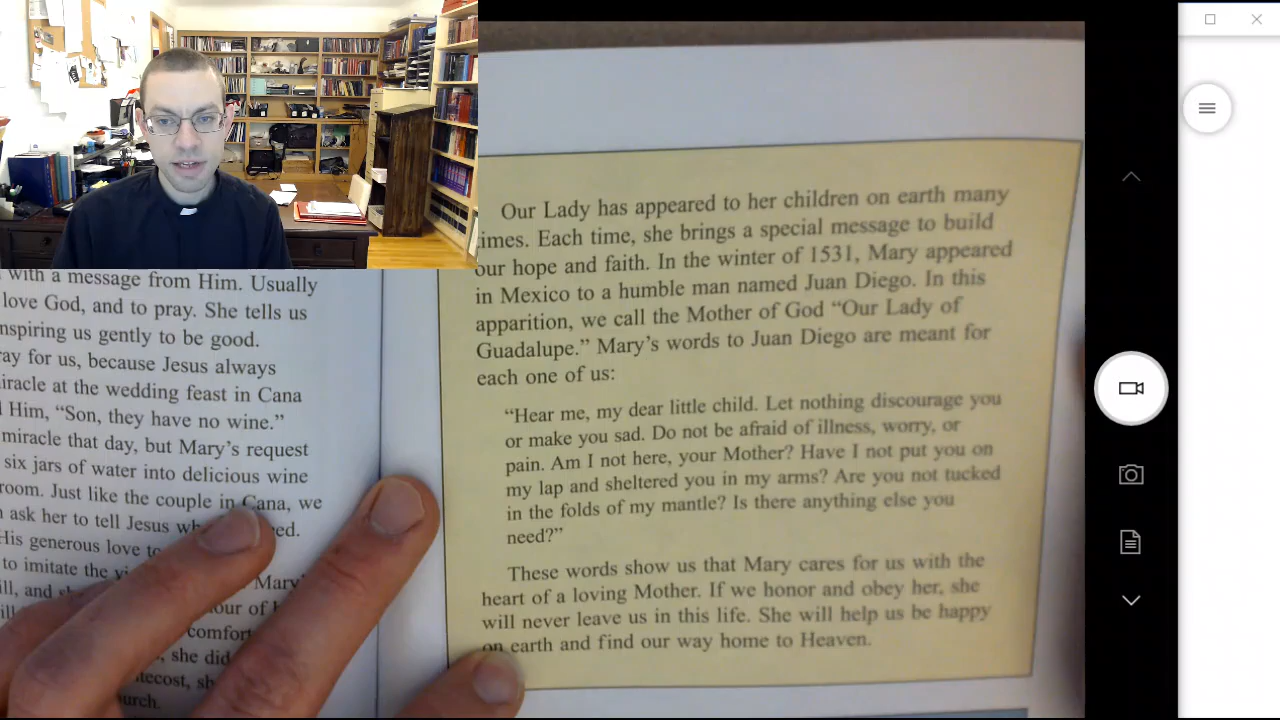 with a message from Him. Usually
love God, and to pray. She tells us
nspiring us gently to be good.
ray for us, because Jesus always
iracle at the wedding feast in Cana
Him, “Son, they have no wine.”
miracle that day, but Mary’s request
six jars of water into delicious wine
room. Just like the couple in Cana, we
ask her to tell Jesus
His generous love
to imitate the Mary
our of
comfor
she did
tecost,
urch.
Our Lady has appeared to her children on earth many
imes. Each time, she brings a special message to build
our hope and faith. In the winter of 1531, Mary appeared
in Mexico to a humble man named Juan Diego. In this
apparition, we call the Mother of God “Our Lady of
Guadalupe.” Mary’s words to Juan Diego are meant for
each one of us:
“Hear me, my dear little child. Let nothing discourage you
or make you sad. Do not be afraid of illness, worry, or
pain. Am I not here, your Mother? Have I not put you on
my lap and sheltered you in my arms? Are you not tucked
in the folds of my mantle? Is there anything else you
need?”
These words show us that Mary cares for us with the
heart of a loving Mother. If we honor and obey her, she
will never leave us in this life. She will help us be happy
on earth and find our way home to Heaven.